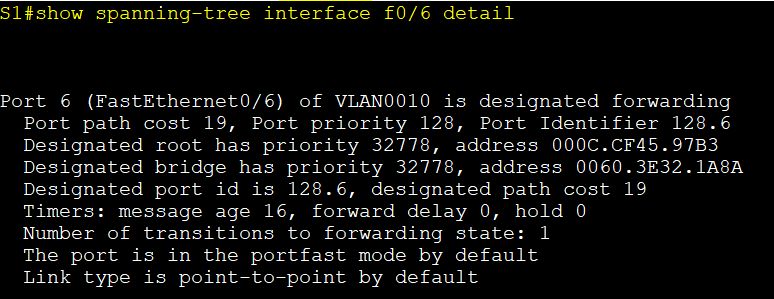 S1#show spanning-tree interface f0/6 detail
Port 6 (FastEthernet0/6) of VLAN0010 is designated forwarding
Port path cost 19, Port priority 128, Port Identifier 128.6
Designated root has priority 32778, address 000C.CF45.97B3
Designated bridge has priority 32778, address 0060.3E32.1A8A
Designated port id is 128.6, designated path cost 19
Timers: message age 16, forward delay 0, hold 0
Number of transitions to forwarding state: 1
The port is in the portfast mode by default
Link type is point-to-point by default